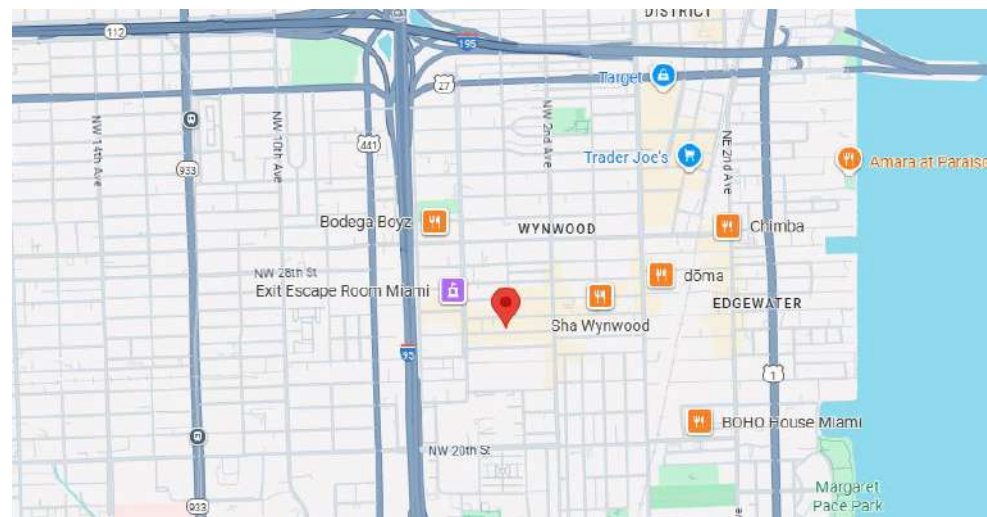 DISTRICT
112
195
Target
27
NW 14th Ave
NW 10th Ave
NW 2nd Ave
NE 2nd Ave
441
Trader Joe's
Amara at Paraiso
933
Bodega Boyz
WYNWOOD
Chimba
NW 28th St
dōma
Exit Escape Room Miami
EDGEWATER
Sha Wynwood
95
1
BOHO House Miami
NW 20th St
933
Margaret
Pace Park